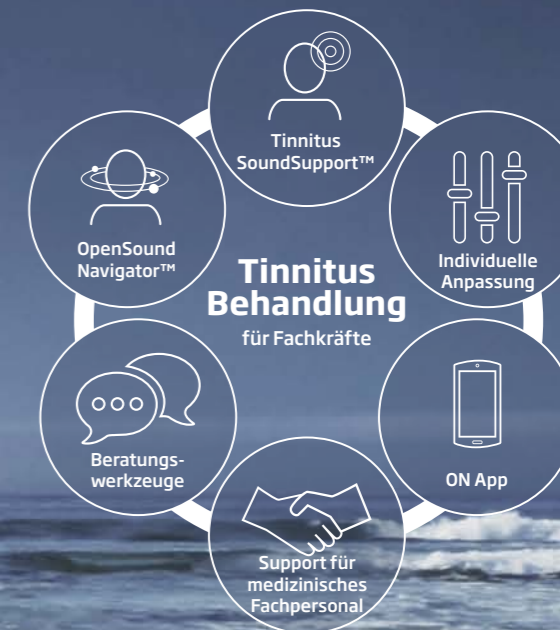 Tinnitus
SoundSupport™
OpenSound
Navigator™
Individuelle
Anpassung
Tinnitus
Behandlung
für Fachkräfte
Beratungs-
werkzeuge
ON App
Support für
medizinisches
Fachpersonal